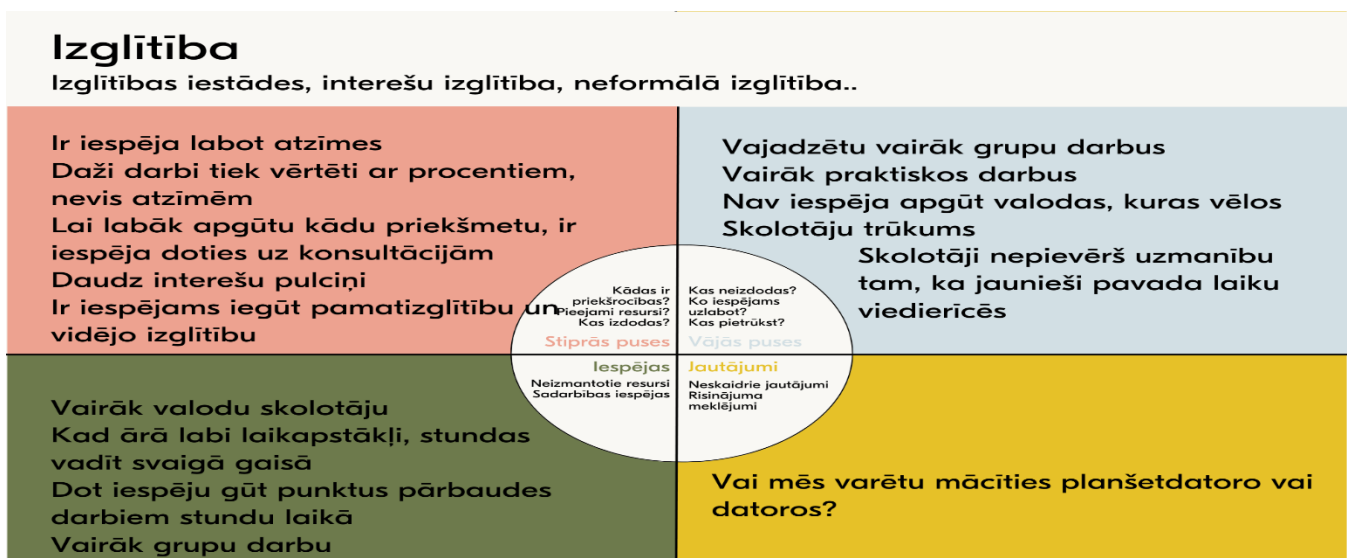 Izglītība
Izglītības iestādes, interešu izglītība, neformālā izglītība..
Ir iespēja labot atzīmes
Daži darbi tiek vērtēti ar procentiem,
nevis atzīmēm
Lai labāk apgūtu kādu priekšmetu, ir
iespēja doties uz konsultācijām
Daudz interešu pulciņi
Ir iespējams iegūt pamatizglītību un
vidējo izglītību
Vajadzētu vairāk grupu darbus
Vairāk praktiskos darbus
Nav iespēja apgūt valodas, kuras vēlos
Skolotāju trūkums
Skolotāji nepievērš uzmanību
tam, ka jaunieši pavada laiku
viedierīcēs
Kādas ir
priekšrocības?
Pieejami resursi?
Kas izdodas?
Stiprās puses
Kas neizdodas?
Ko iespējams
uzlabot?
Kas pietrūkst?
Vājās puses
Iespējas
Neizmantotie resursi
Sadarbības iespējas
Jautājumi
Neskaidrie jautājumi
Risinājuma
meklējumi
Vairāk valodu skolotāju
Kad ārā labi laikapstākļi, stundas
vadīt svaigā gaisā
Dot iespēju gūt punktus pārbaudes
darbiem stundu laikā
Vairāk grupu darbu
Vai mēs varētu mācīties planšetdatoro vai
datoros?